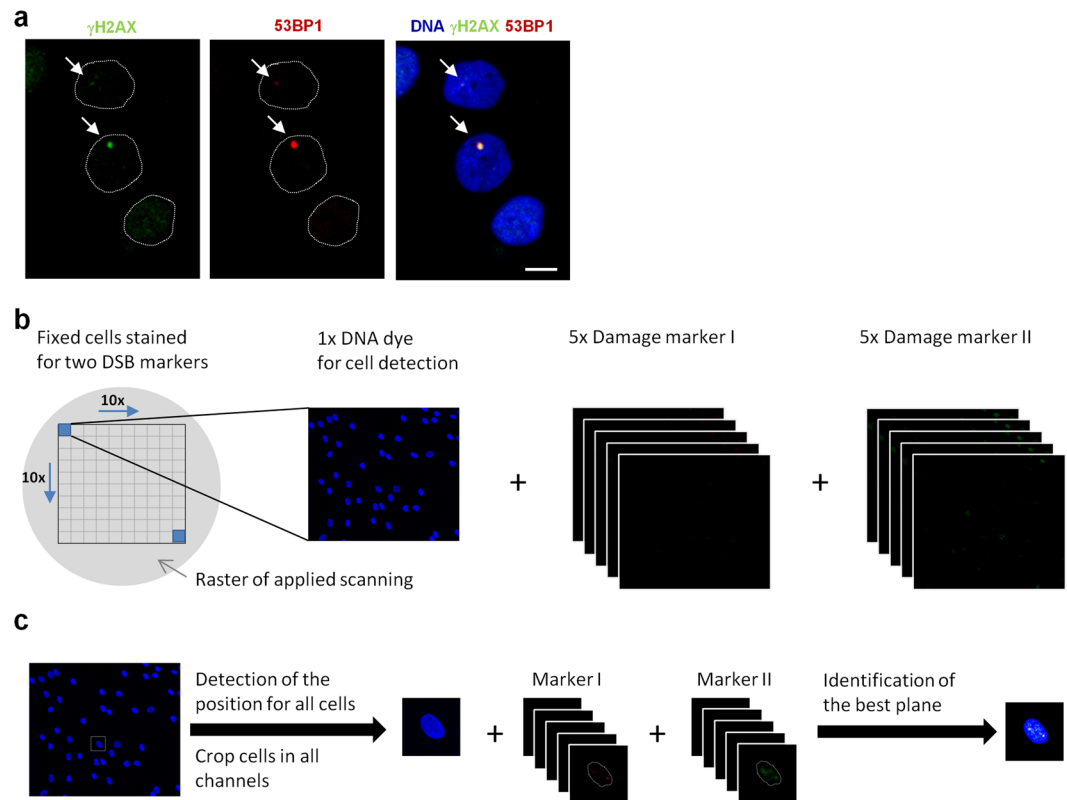 a
γH2AX
53BP1
DNA γH2AX 53BP1
b
Fixed cells stained
for two DSB markers
1x DNA dye
for cell detection
5x Damage marker I
5x Damage marker II
10x
10x
+
+
Raster of applied scanning
c
Detection of the
position for all cells
Crop cells in all
channels
+
Marker I
+
Marker II
Identification of
the best plane